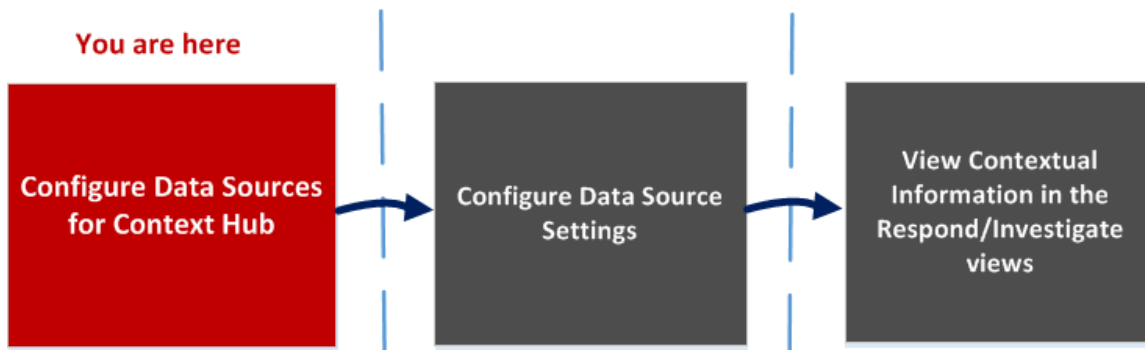 You are here
Configure Data Sources
for Context Hub
Configure Data Source
Settings
View Contextual
Information in the
Respond/Investigate
views